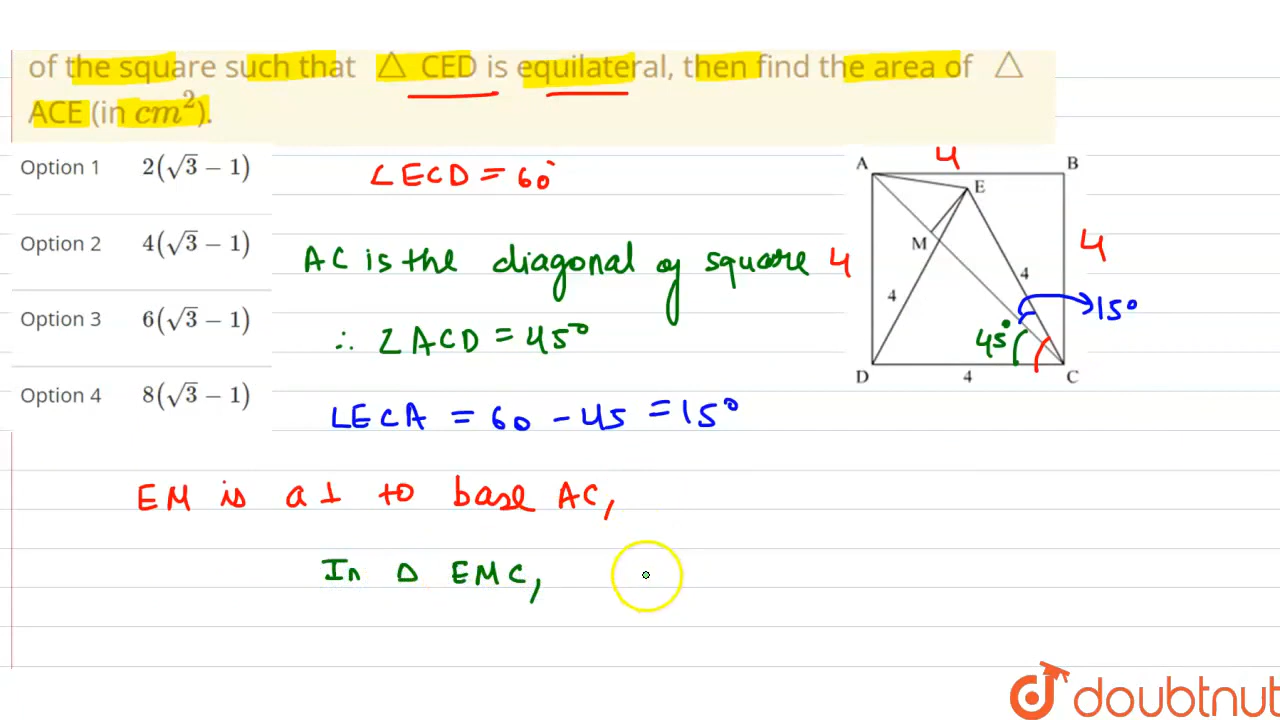 of the square such that △ CED is equilateral, then find the area of △
ACE (in cm²).
Option 1 2(√3 − 1)
Option 2 4(√3 − 1)
Option 3 6(√3 − 1)
Option 4 8(√3 − 1)
∠ECD = 60°
AC is the diagonal of square
∴ ∠ACD = 45°
∠ECA = 60 - 45 = 15°
EM is a ⊥ to base AC,
In △ EMC,
4
A B
E
M
4 4
4
4
15°
45°
D C
4
doubtnut